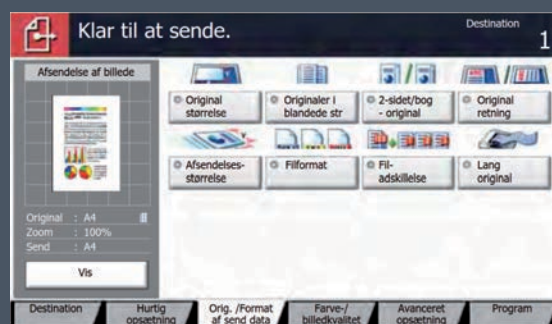 Klar til at sende.
Destination
1
Afsendelse af billede
Original : A4
Zoom : 100%
Send : A4
Vis
Original
størrelse
Originaler i
blandede str
2-sidet/bog
- original
Original
retning
Afsendelses-
størrelse
Filformat
Fil-
adskillelse
Lang
original
Destination
Hurtig
opsætning
Orig. /Format
af send data
Farve-/
billedkvalitet
Avanceret
opsætning
Program